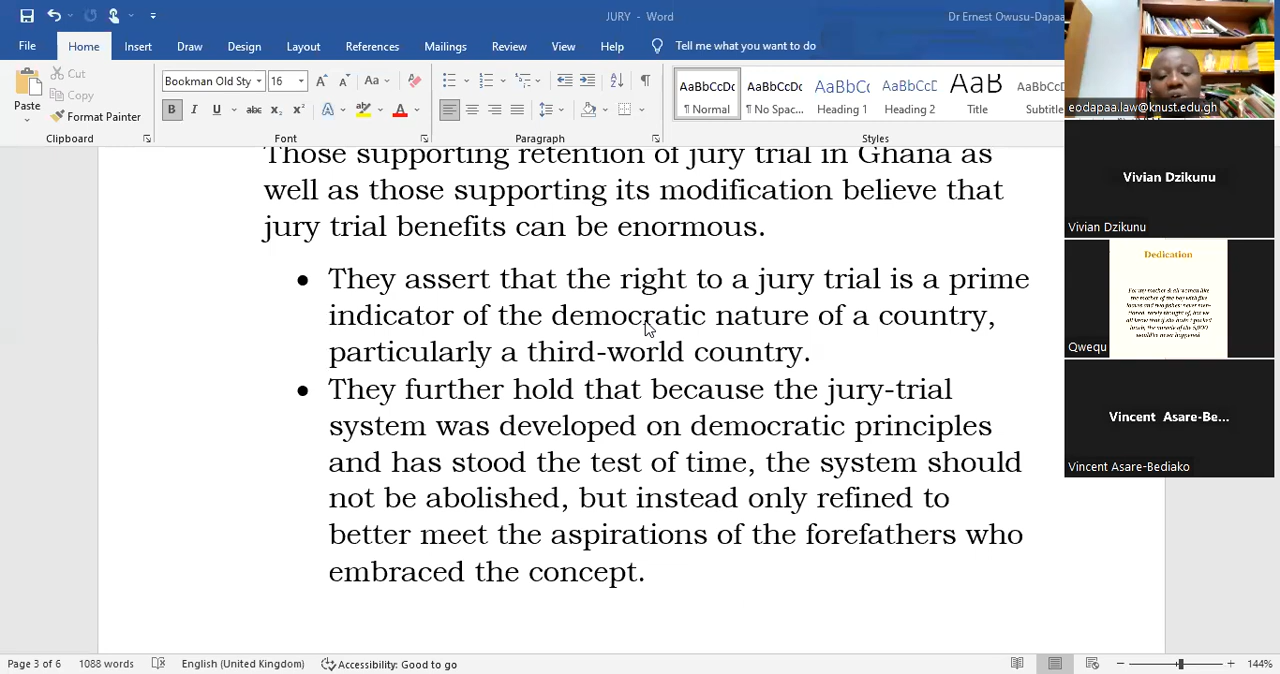 JURY - Word
Dr Ernest Owusu-Dapaa
File Home Insert Draw Design Layout References Mailings Review View Help Tell me what you want to do
Paste
Cut
Copy
Format Painter
Clipboard
Bookman Old Sty 16
Font
Paragraph
AaBbCcDc AaBbCcDc AaBbCc AaBbCcD AaB AaBbCcD
¶ Normal ¶ No Spac... Heading 1 Heading 2 Title Subtitle
Styles
Those supporting retention of jury trial in Ghana as
well as those supporting its modification believe that
jury trial benefits can be enormous.
• They assert that the right to a jury trial is a prime
indicator of the democratic nature of a country,
particularly a third-world country.
• They further hold that because the jury-trial
system was developed on democratic principles
and has stood the test of time, the system should
not be abolished, but instead only refined to
better meet the aspirations of the forefathers who
embraced the concept.
eodapaa.law@knust.edu.gh
Vivian Dzikunu
Vivian Dzikunu
Dedication
Qwequ
Vincent Asare-Be...
Vincent Asare-Bediako
Page 3 of 6 1088 words English (United Kingdom) Accessibility: Good to go 144%